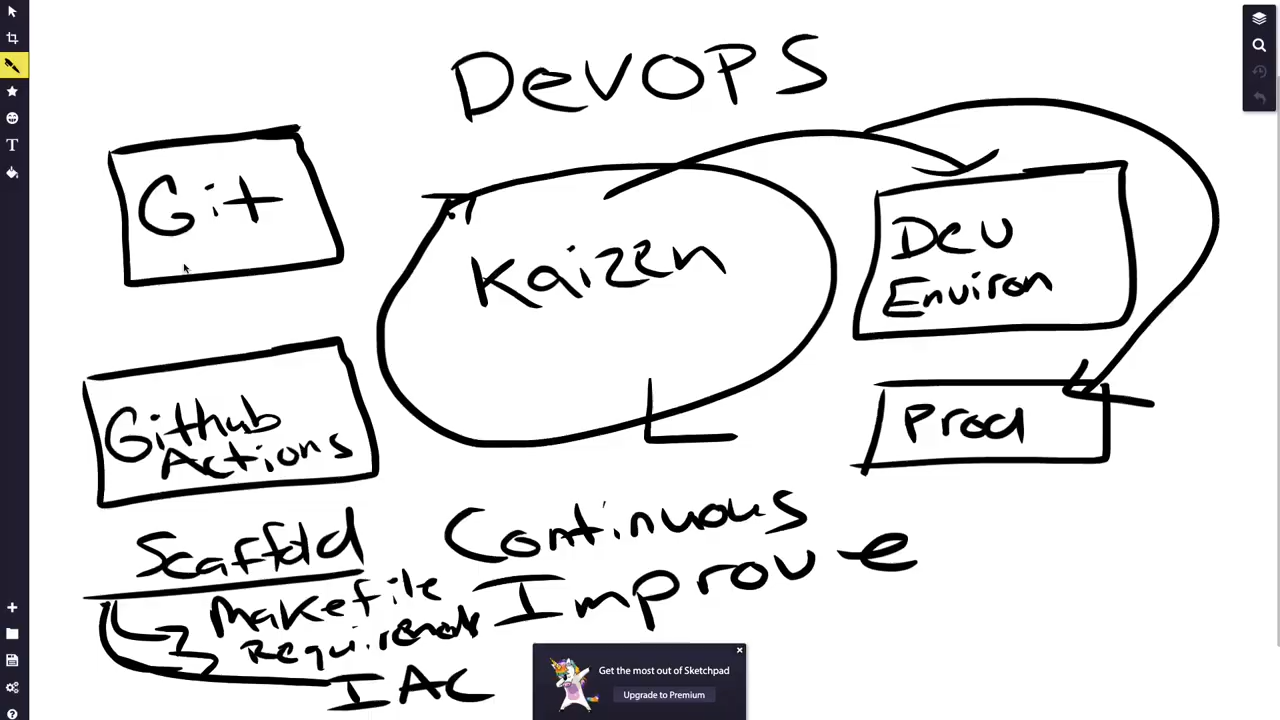 DevOPS
Git
Kaizen
Dev
Environ
Github
Actions
Prod
Scaffold
Continuous
Improve
Makefile
IAC
Get the most out of Sketchpad
Upgrade to Premium